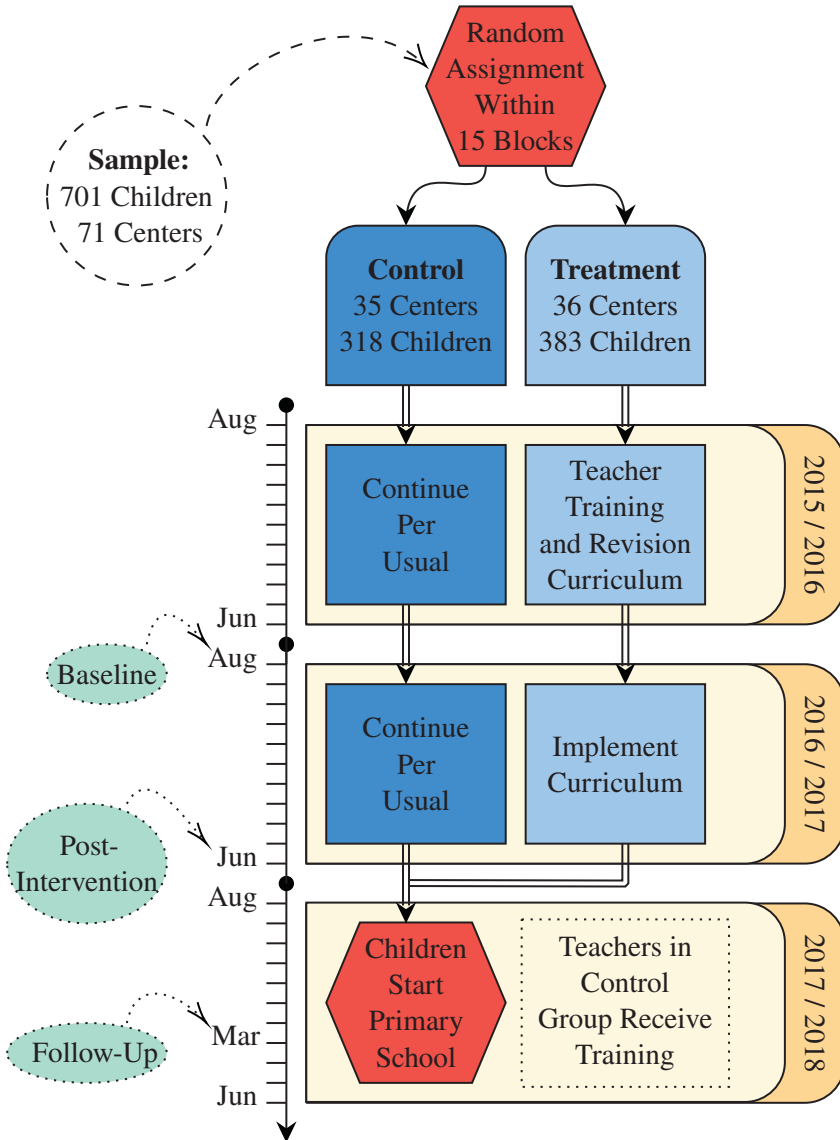 Random
Assignment
Within
15 Blocks
Sample:
701 Children
71 Centers
Control
35 Centers
318 Children
Treatment
36 Centers
383 Children
Aug
Continue
Per
Usual
Teacher
Training
and Revision
Curriculum
2015 / 2016
Jun
Baseline
Aug
Continue
Per
Usual
Implement
Curriculum
2016 / 2017
Post-
Intervention
Jun
Aug
Children
Start
Primary
School
Teachers in
Control
Group Receive
Training
2017 / 2018
Follow-Up
Mar
Jun